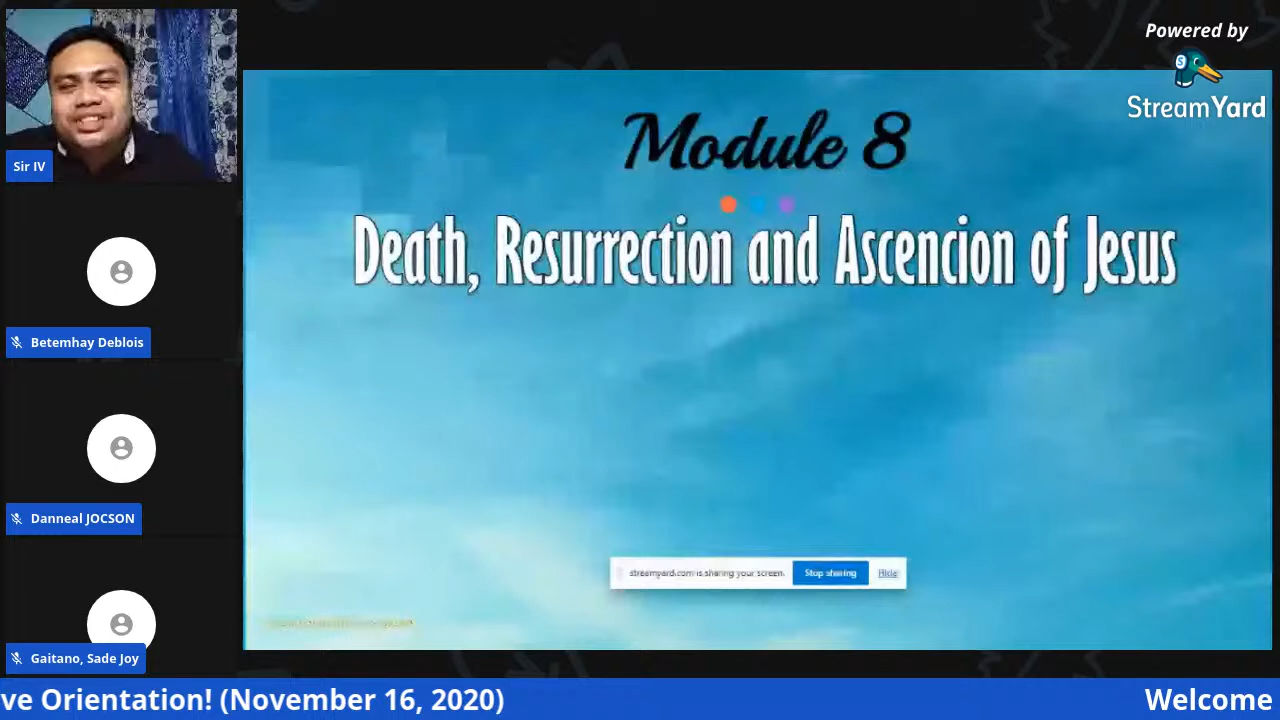 Powered by
StreamYard
Sir IV
Betemhay Deblois
Danneal JOCSON
Gaitano, Sade Joy
Module 8
Death, Resurrection and Ascencion of Jesus
streamyard.com is sharing your screen.
Stop sharing
Hide
ve Orientation! (November 16, 2020)
Welcome